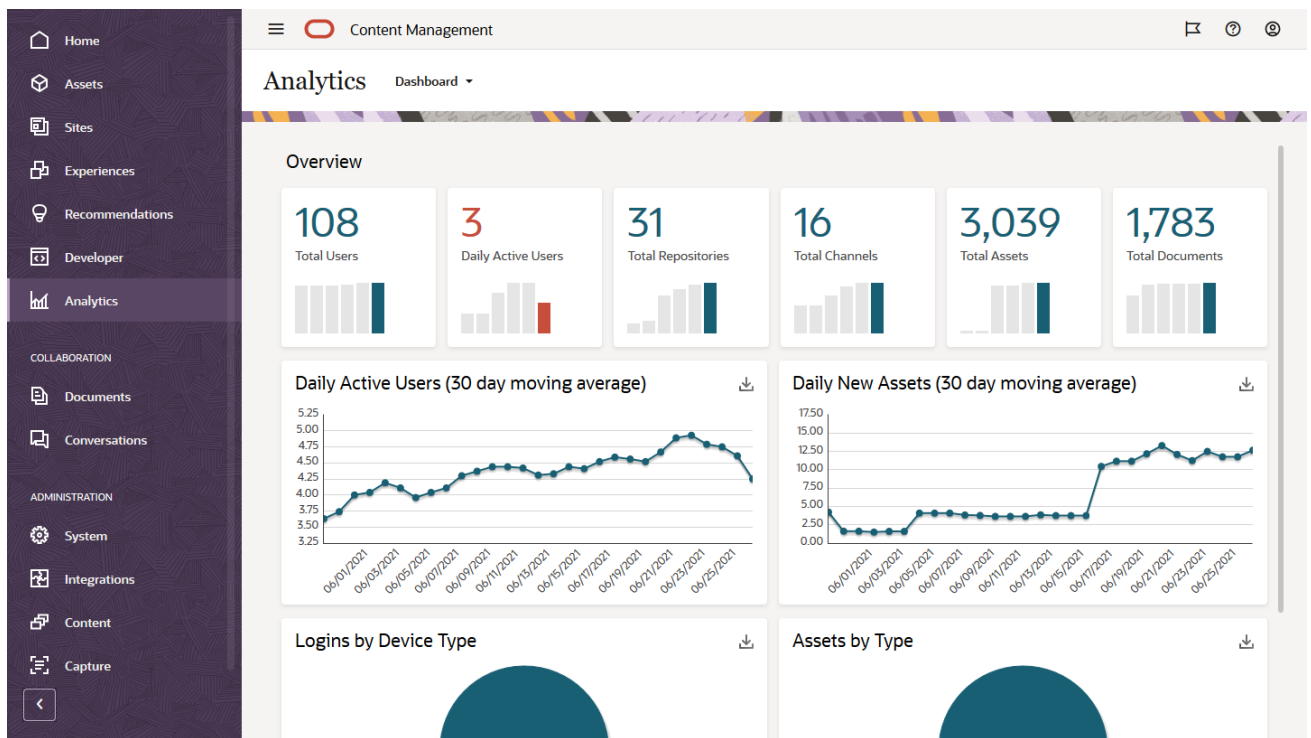 Home
Assets
Sites
Experiences
Recommendations
Developer
Analytics
COLLABORATION
Documents
Conversations
ADMINISTRATION
System
Integrations
Content
Capture
Content Management
Analytics Dashboard
Overview
108 3 31 16 3,039 1,783
Total Users Daily Active Users Total Repositories Total Channels Total Assets Total Documents
Daily Active Users (30 day moving average)
5.25
5.00
4.75
4.50
4.25
4.00
3.75
3.50
3.25
06/01/2021 06/03/2021 06/05/2021 06/07/2021 06/09/2021 06/11/2021 06/13/2021 06/15/2021 06/17/2021 06/19/2021 06/21/2021 06/23/2021 06/25/2021
Daily New Assets (30 day moving average)
17.50
15.00
12.50
10.00
7.50
5.00
2.50
0.00
06/01/2021 06/03/2021 06/05/2021 06/07/2021 06/09/2021 06/11/2021 06/13/2021 06/15/2021 06/17/2021 06/19/2021 06/21/2021 06/23/2021 06/25/2021
Logins by Device Type
Assets by Type